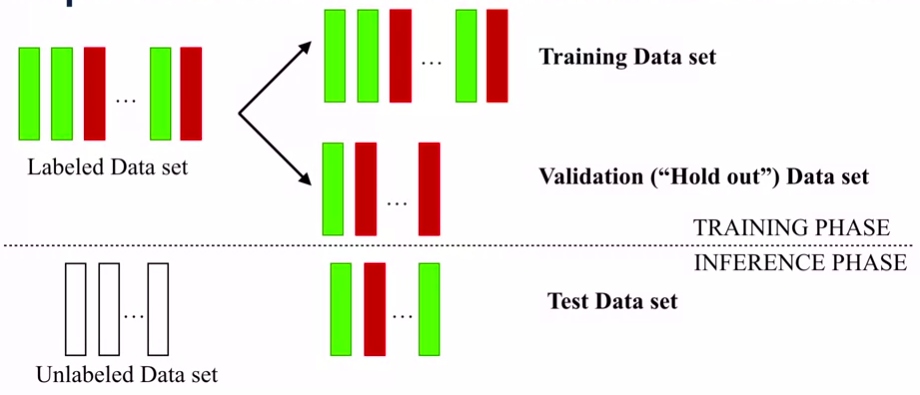 ...
...
Training Data set
Labeled Data set
...
Validation (“Hold out”) Data set
TRAINING PHASE
INFERENCE PHASE
...
...
Test Data set
Unlabeled Data set